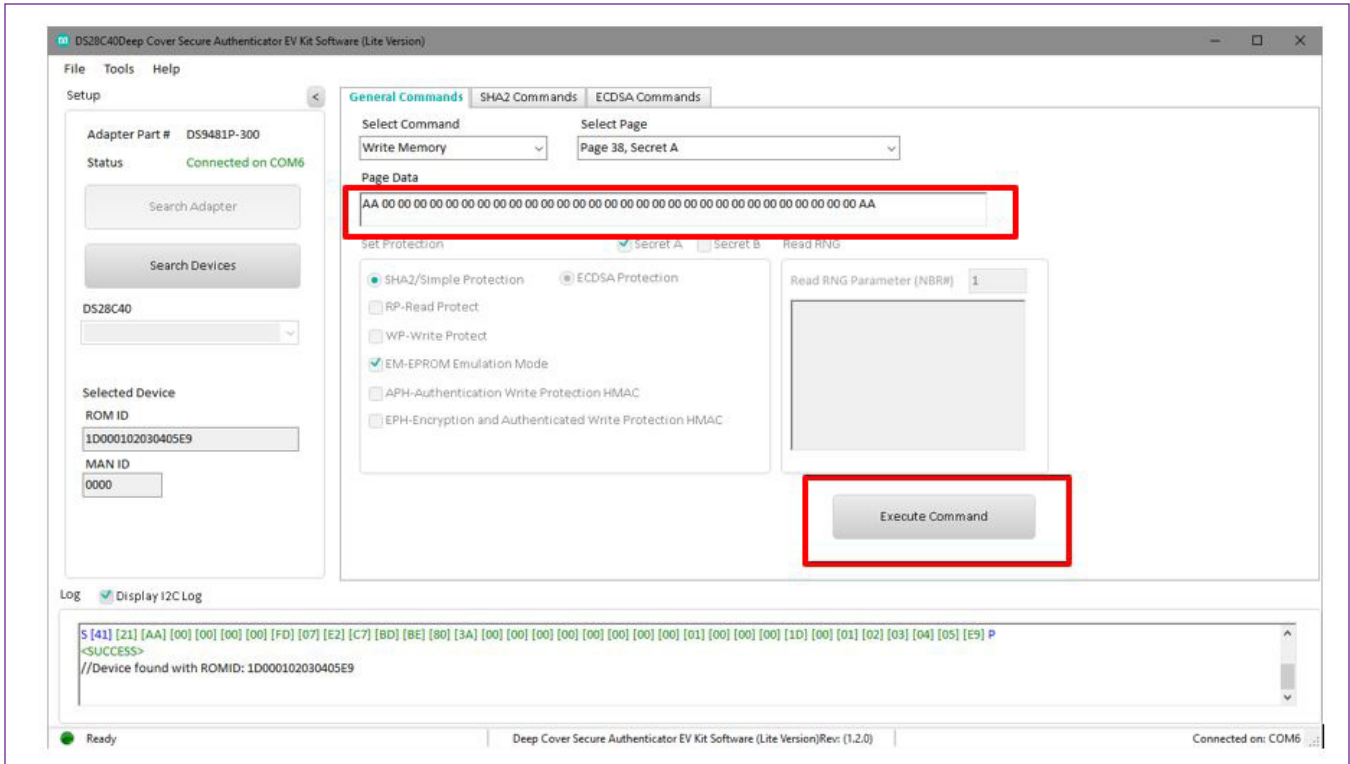 DS28C40Deep Cover Secure Authenticator EV Kit Software (Lite Version)
File Tools Help
Setup <
Adapter Part # DS9481P-300
Status Connected on COM6
Search Adapter
Search Devices
DS28C40
Selected Device
ROM ID
1D000102030405E9
MAN ID
0000
General Commands SHA2 Commands ECDSA Commands
Select Command Select Page
Write Memory Page 38, Secret A
Page Data
AA 00 00 00 00 00 00 00 00 00 00 00 00 00 00 00 00 00 00 00 00 00 00 00 00 00 00 00 00 00 00 AA
Set Protection Secret A Secret B Read RNG
SHA2/Simple Protection ECDSA Protection
RP-Read Protect
WP-Write Protect
EM-EPROM Emulation Mode
APH-Authentication Write Protection HMAC
EPH-Encryption and Authenticated Write Protection HMAC
Read RNG Parameter (NBR#) 1
Execute Command
Log Display I2C Log
S [41] [21] [AA] [00] [00] [00] [00] [FD] [07] [E2] [C7] [BD] [BE] [80] [3A] [00] [00] [00] [00] [00] [00] [00] [00] [01] [00] [00] [00] [1D] [00] [01] [02] [03] [04] [05] [E9] P
<SUCCESS>
//Device found with ROMID: 1D000102030405E9
Ready Deep Cover Secure Authenticator EV Kit Software (Lite Version)Rev: (1.2.0) Connected on: COM6